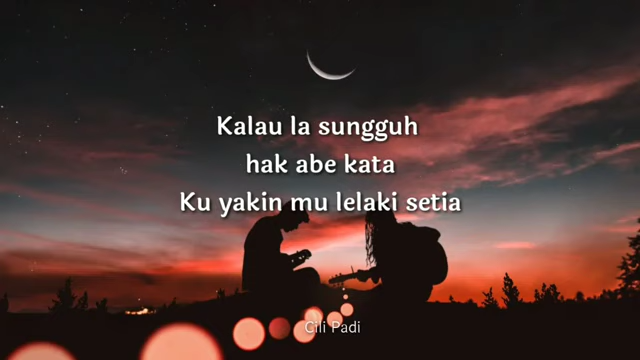 Kalau la sungguh
hak abe kata
Ku yakin mu lelaki setia
Cili Padi